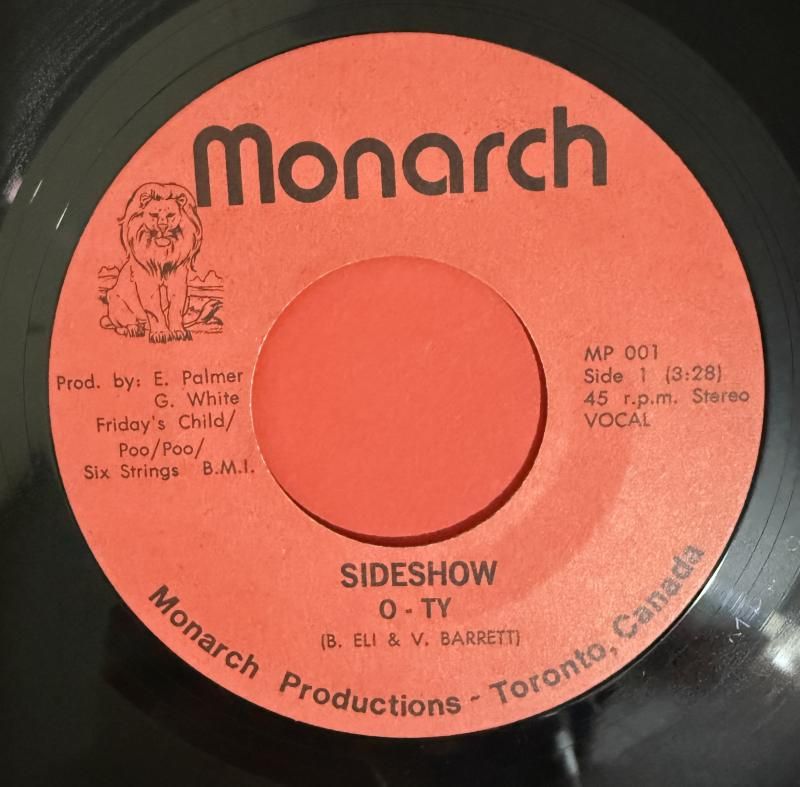 Monarch
Prod. by: E. Palmer
G. White
Friday's Child/
Poo/Poo/
Six Strings B.M.I.
MP 001
Side 1 (3:28)
45 r.p.m. Stereo
VOCAL
SIDESHOW
O - TY
(B. ELI & V. BARRETT)
Monarch Productions - Toronto, Canada